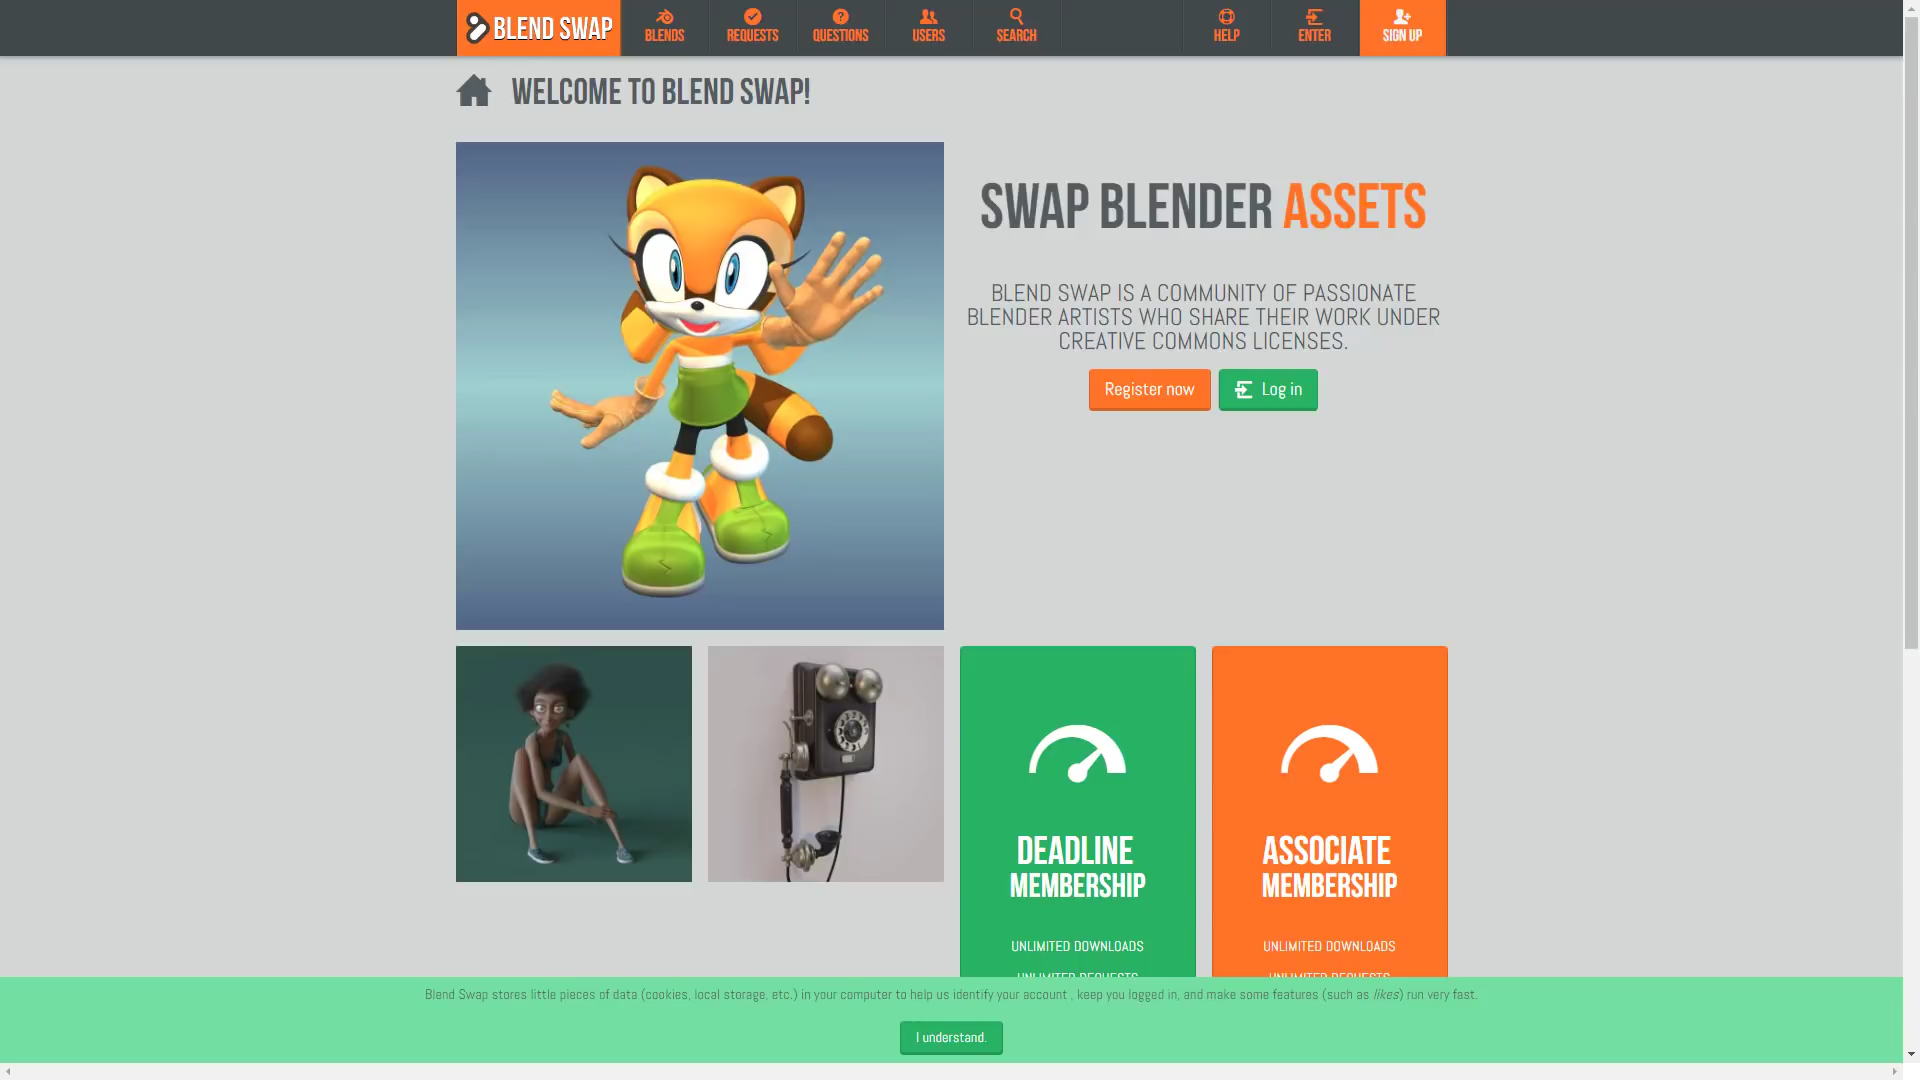 BLEND SWAP
BLENDS
REQUESTS
QUESTIONS
USERS
SEARCH
HELP
ENTER
SIGN UP
WELCOME TO BLEND SWAP!
SWAP BLENDER ASSETS
BLEND SWAP IS A COMMUNITY OF PASSIONATE
BLENDER ARTISTS WHO SHARE THEIR WORK UNDER
CREATIVE COMMONS LICENSES.
Register now
Log in
DEADLINE
MEMBERSHIP
UNLIMITED DOWNLOADS
UNLIMITED REQUESTS
ASSOCIATE
MEMBERSHIP
UNLIMITED DOWNLOADS
UNLIMITED REQUESTS
Blend Swap stores little pieces of data (cookies, local storage, etc.) in your computer to help us identify your account , keep you logged in, and make some features (such as likes) run very fast.
I understand.